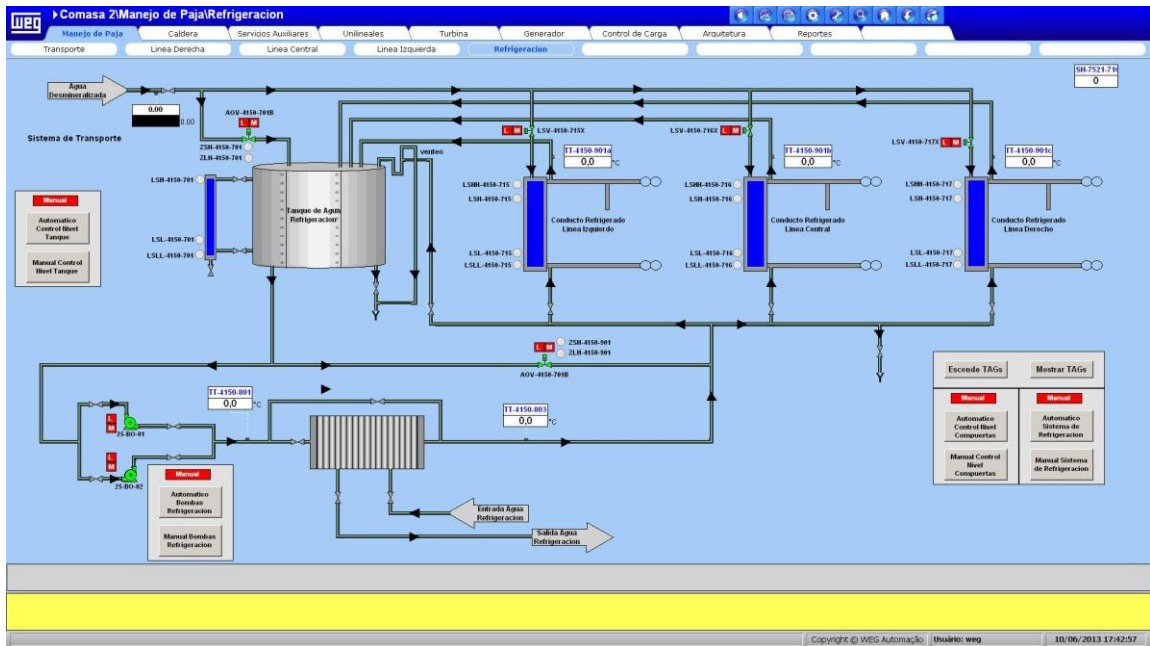 weg
Comasa 2\Manejo de Paja\Refrigeracion
Manejo de Paja
Caldera
Servicios Auxiliares
Unilineales
Turbina
Generador
Control de Carga
Arquitetura
Reportes
Transporte
Linea Derecha
Linea Central
Linea Izquierda
Refrigeracion
SH-7521-71
0
Agua
Desmineralizada
0.00
0.00
Sistema de Transporte
AOV-4150-701B
L M
ZSH-4150-701
ZLH-4150-701
venteo
L M
LSV-4150-715X
LSV-4150-716X
L M
LSV-4150-717X
L M
TT-4150-901a
0,0 °C
TT-4150-901b
0,0 °C
TT-4150-901c
0,0 °C
LSH-4150-701
LSL-4150-701
LSLL-4150-701
Tanque de Agua
Refrigeracion
LSHH-4150-715
LSH-4150-715
LSL-4150-715
LSLL-4150-715
Conducto Refrigerado
Linea Izquierdo
LSHH-4150-716
LSH-4150-716
LSL-4150-716
LSLL-4150-716
Conducto Refrigerado
Linea Central
LSHH-4150-717
LSH-4150-717
LSL-4150-717
LSLL-4150-717
Conducto Refrigerado
Linea Derecho
Manual
Automatico
Control Nivel
Tanque
Manual Control
Nivel Tanque
L M
ZSH-4150-901
ZLH-4150-901
AOV-4150-701B
TT-4150-801
0,0 °C
TT-4150-803
0,0 °C
L
M
25-BO-01
L
M
25-BO-02
Manual
Automatico
Bombas
Refrigeracion
Manual Bombas
Refrigeracion
Entrada Agua
Refrigeracion
Salida Agua
Refrigeracion
Esconde TAGs
Mostrar TAGs
Manual
Automatico
Control Nivel
Compuertas
Manual Control
Nivel
Compuertas
Manual
Automatico
Sistema de
Refrigeracion
Manual Sistema
de Refrigeracion
Copyright © WEG Automação
Usuário: weg
10/06/2013 17:42:57